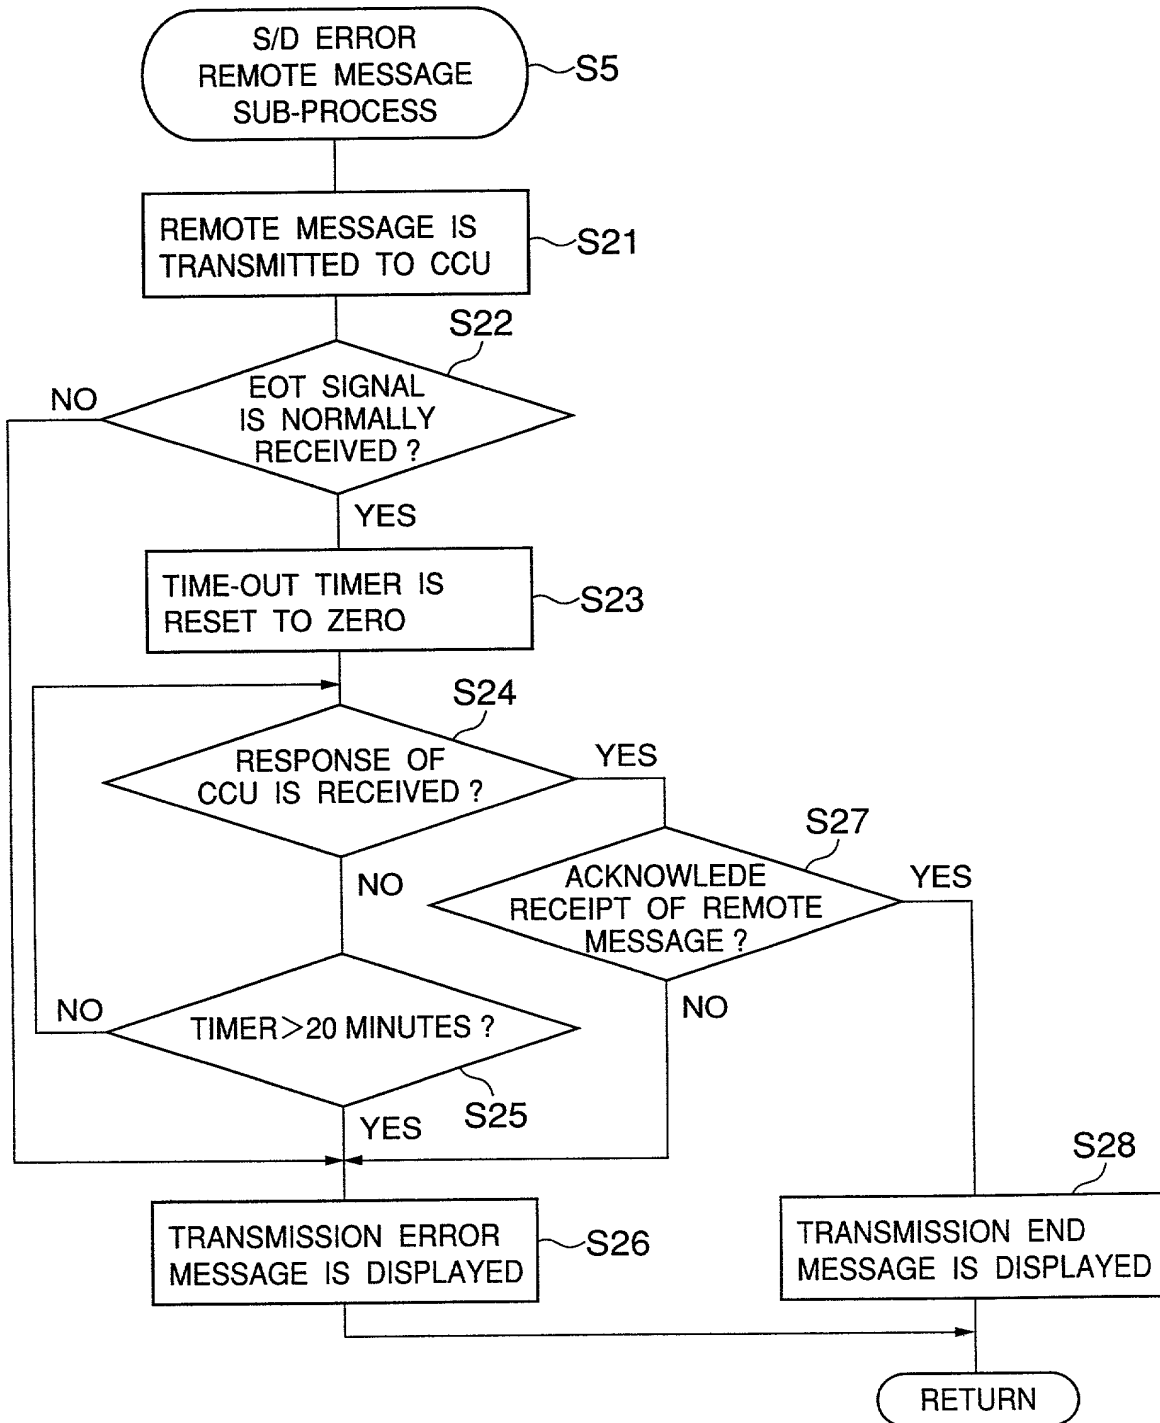 S/D ERROR
REMOTE MESSAGE
SUB-PROCESS
S5
REMOTE MESSAGE IS
TRANSMITTED TO CCU
S21
S22
NO
EOT SIGNAL
IS NORMALLY
RECEIVED ?
YES
TIME-OUT TIMER IS
RESET TO ZERO
S23
S24
RESPONSE OF
CCU IS RECEIVED ?
YES
NO
S27
ACKNOWLEDE
RECEIPT OF REMOTE
MESSAGE ?
YES
NO
NO
TIMER>20 MINUTES ?
S25
YES
TRANSMISSION ERROR
MESSAGE IS DISPLAYED
S26
S28
TRANSMISSION END
MESSAGE IS DISPLAYED
RETURN